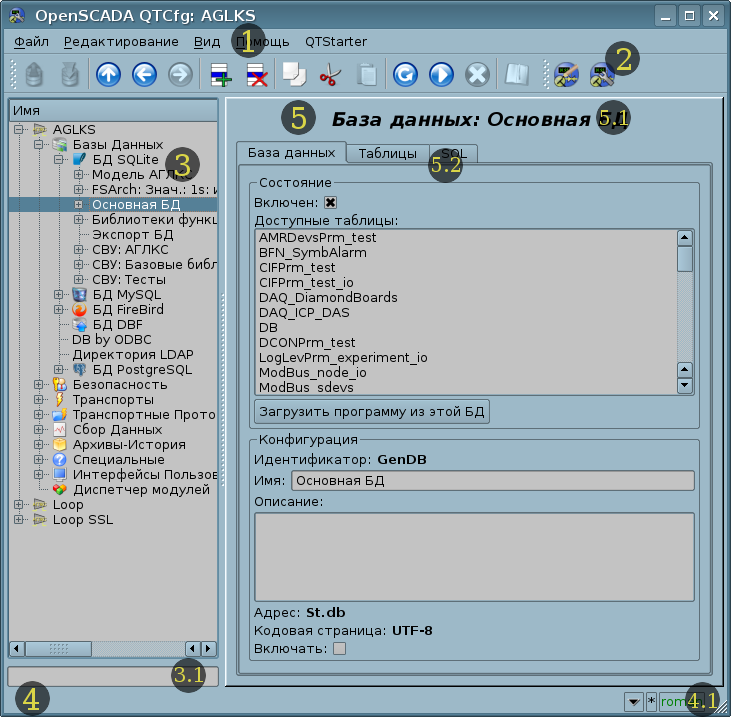 OpenSCADA QTCfg: AGLKS
Файл Редактирование Вид Помощь QTStarter
1
2
Имя
AGLKS
Базы Данных
БД SQLite
3
Модель АГЛКС
FSArch: Знач.: 1s:
Основная БД
Библиотеки функц
Экспорт БД
СВУ: АГЛКС
СВУ: Базовые библ
СВУ: Тесты
БД MySQL
БД FireBird
БД DBF
DB by ODBC
Директория LDAP
БД PostgreSQL
Безопасность
Транспорты
Транспортные Прото
Сбор Данных
Архивы-История
Специальные
Интерфейсы Пользов
Диспетчер модулей
Loop
Loop SSL
3.1
4
5
База данных: Основная БД
5.1
База данных Таблицы SQL
5.2
Состояние
Включен:
Доступные таблицы:
AMRDevsPrm_test
BFN_SymbAlarm
CIFPrm_test
CIFPrm_test_io
DAQ_DiamondBoards
DAQ_ICP_DAS
DB
DCONPrm_test
LogLevPrm_experiment_io
ModBus_node_io
ModBus_sdevs
Загрузить программу из этой БД
Конфигурация
Идентификатор: GenDB
Имя: Основная БД
Описание:
Адрес: St.db
Кодовая страница: UTF-8
Включать:
*
4.1